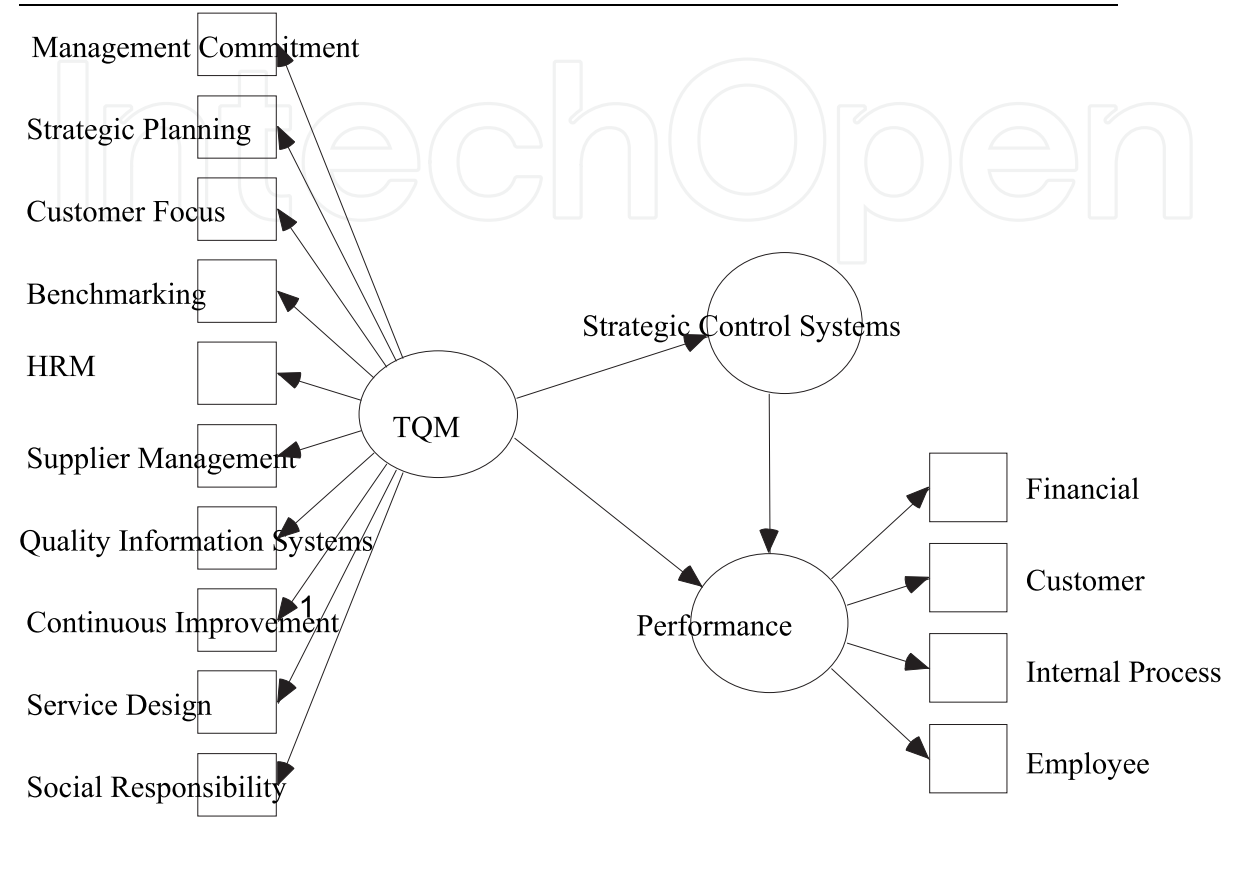 Management Commitment
IntechOpen
Strategic Planning
Customer Focus
Benchmarking
Strategic Control Systems
HRM
TQM
Supplier Management
Financial
Quality Information Systems
Customer
1
Continuous Improvement
Performance
Internal Process
Service Design
Employee
Social Responsibility